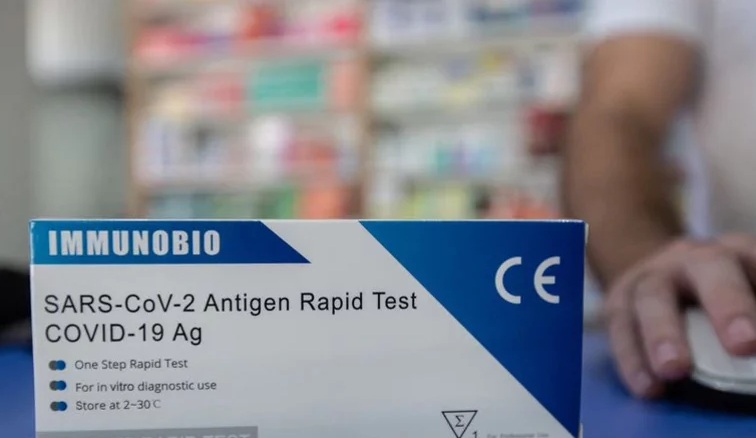 IMMUNOBIO
CE
SARS-CoV-2 Antigen Rapid Test
COVID-19 Ag
One Step Rapid Test
For in vitro diagnostic use
Store at 2~30℃
Σ
1